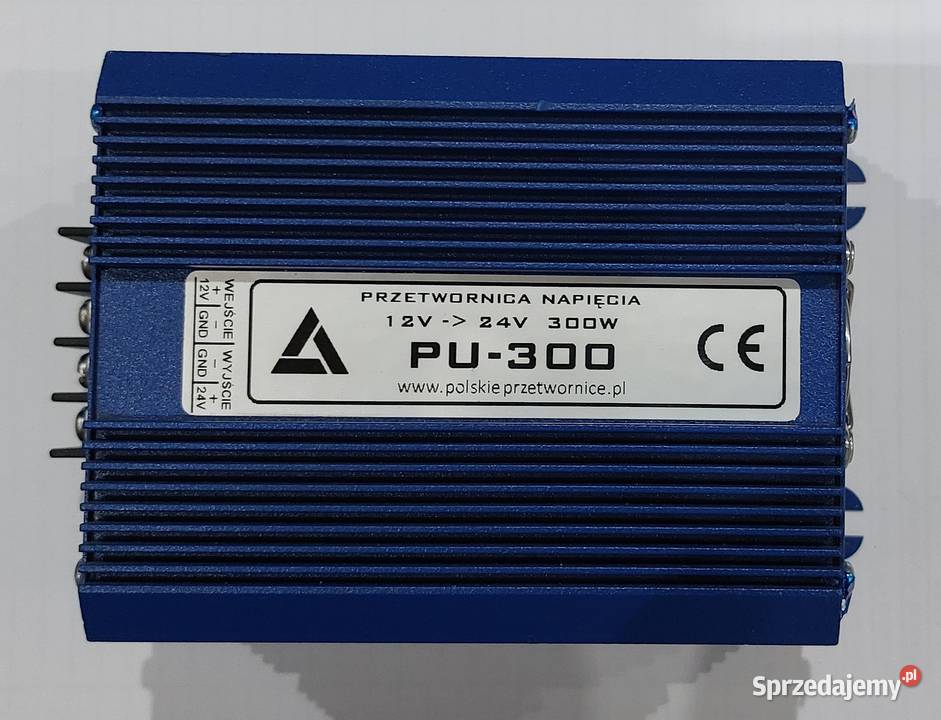 PRZETWORNICA NAPIĘCIA
12V -> 24V 300W
PU-300
www.polskieprzetwornice.pl
CE
WEJŚCIE WYJŚCIE
+ - - +
12V GND GND 24V
Sprzedajemy.pl